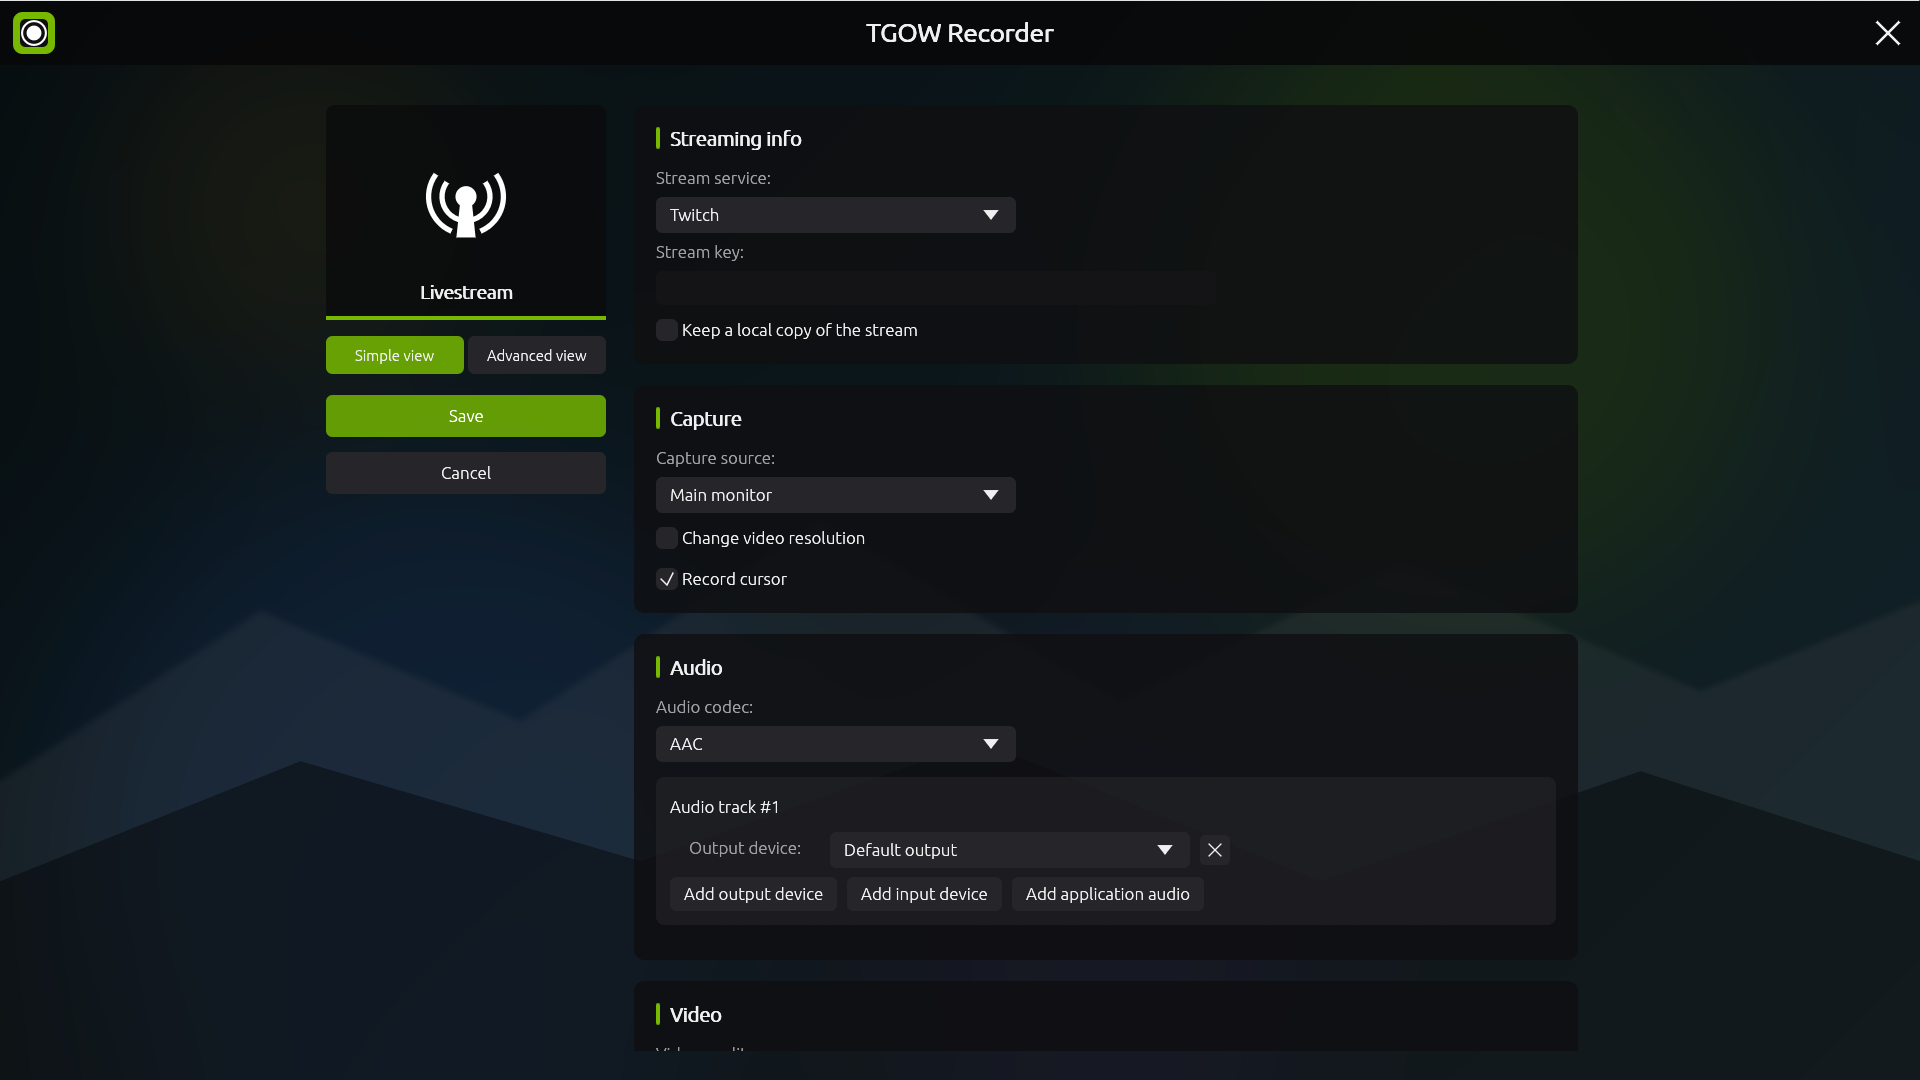 TGOW Recorder
Livestream
Simple view
Advanced view
Save
Cancel
Streaming info
Stream service:
Twitch
Stream key:
Keep a local copy of the stream
Capture
Capture source:
Main monitor
Change video resolution
Record cursor
Audio
Audio codec:
AAC
Audio track #1
Output device:
Default output
Add output device
Add input device
Add application audio
Video